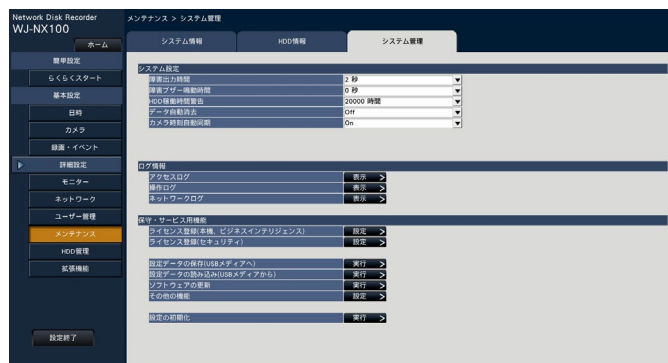 Network Disk Recorder
WJ-NX100
ホーム
簡単設定
らくらくスタート
基本設定
日時
カメラ
録画・イベント
詳細設定
モニター
ネットワーク
ユーザー管理
メンテナンス
HDD管理
拡張機能
設定終了
メンテナンス > システム管理
システム情報 HDD情報 システム管理
システム設定
障害出力時間 2 秒
障害ブザー鳴動時間 0 秒
HDD稼働時間警告 20000 時間
データ自動消去 Off
カメラ時刻自動同期 On
ログ情報
アクセスログ 表示 >
操作ログ 表示 >
ネットワークログ 表示 >
保守・サービス用機能
ライセンス登録(本機、ビジネスインテリジェンス) 設定 >
ライセンス登録(セキュリティ) 設定 >
設定データの保存(USBメディアへ) 実行 >
設定データの読み込み(USBメディアから) 実行 >
ソフトウェアの更新 実行 >
その他の機能 設定 >
設定の初期化 実行 >